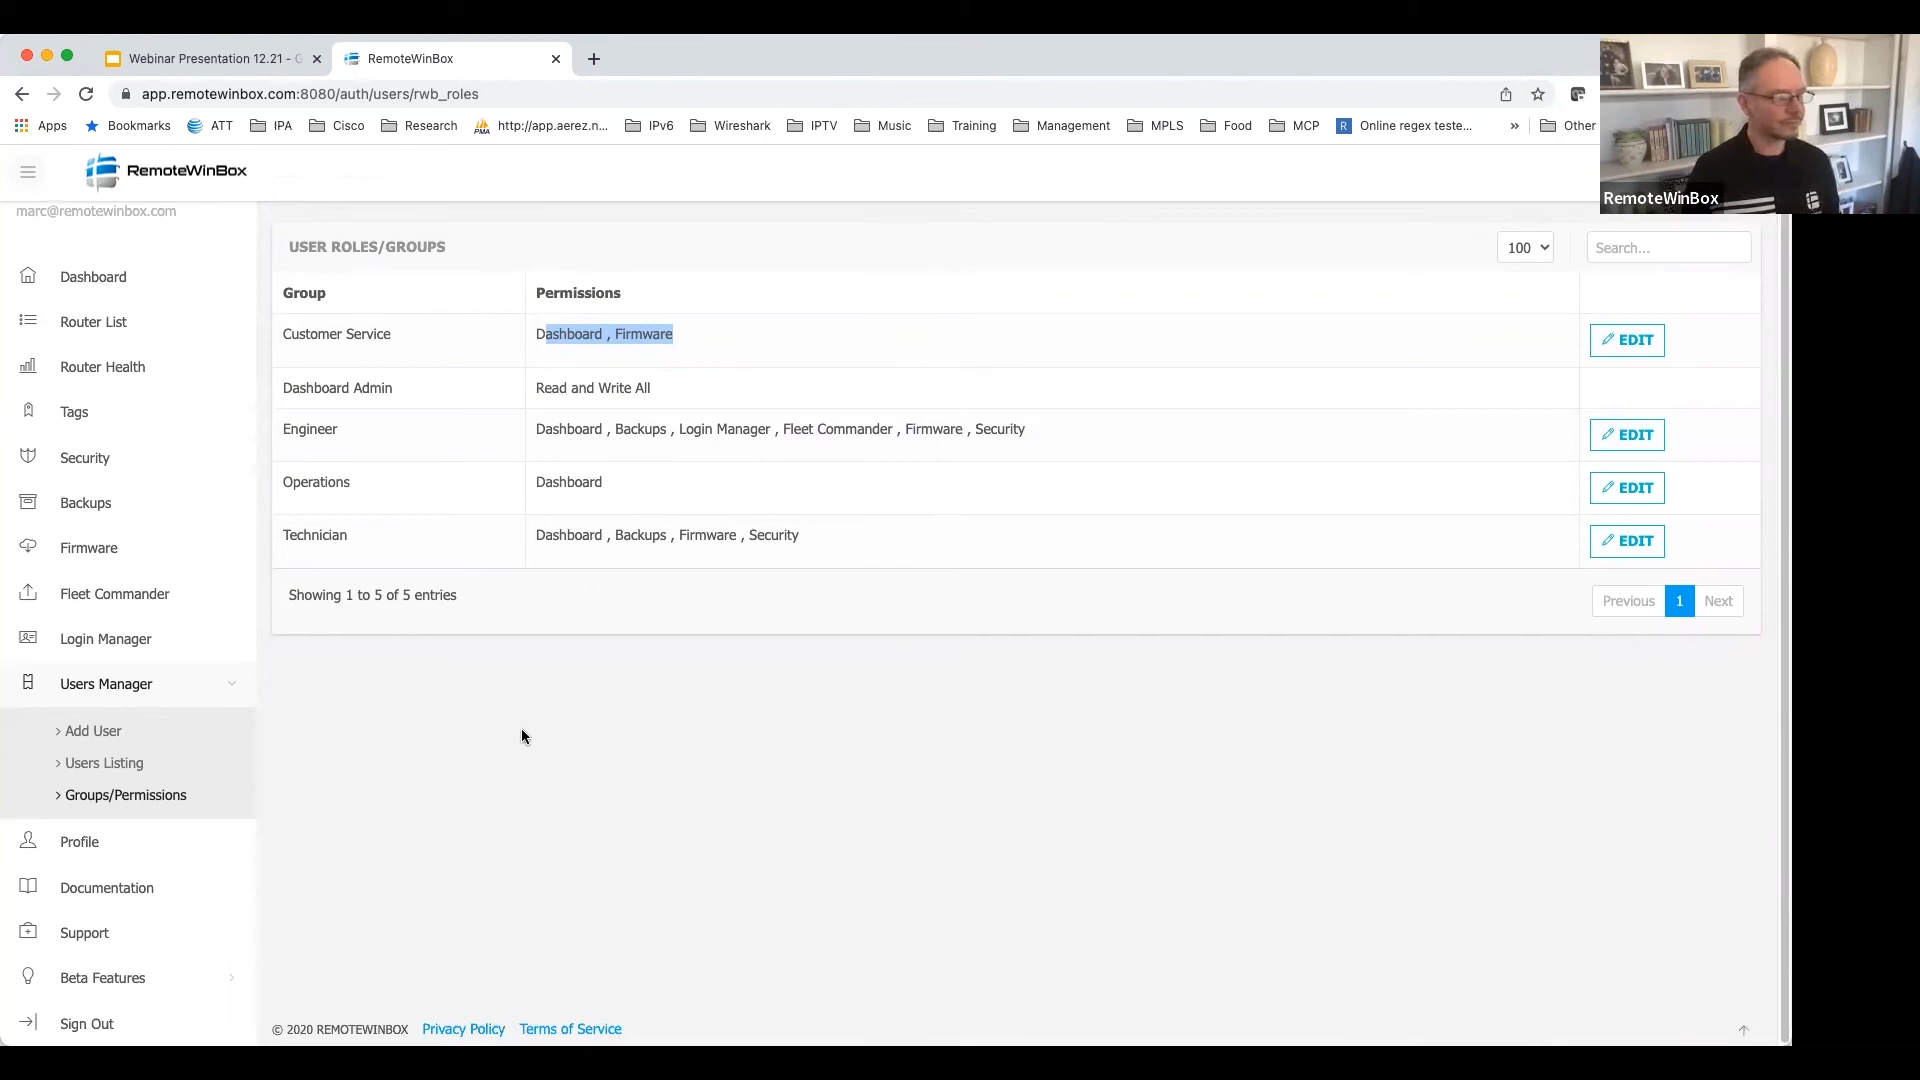 Webinar Presentation 12.21 - G
RemoteWinBox
app.remotewinbox.com:8080/auth/users/rwb_roles
Apps
Bookmarks
ATT
IPA
Cisco
Research
http://app.aerez.n...
IPv6
Wireshark
IPTV
Music
Training
Management
MPLS
Food
MCP
R Online regex teste...
»
Other
RemoteWinBox
RemoteWinBox
marc@remotewinbox.com
Dashboard
Router List
Router Health
Tags
Security
Backups
Firmware
Fleet Commander
Login Manager
Users Manager
> Add User
> Users Listing
> Groups/Permissions
Profile
Documentation
Support
Beta Features
Sign Out
USER ROLES/GROUPS
100
Search...
Group Permissions
Customer Service Dashboard , Firmware EDIT
Dashboard Admin Read and Write All
Engineer Dashboard , Backups , Login Manager , Fleet Commander , Firmware , Security EDIT
Operations Dashboard EDIT
Technician Dashboard , Backups , Firmware , Security EDIT
Showing 1 to 5 of 5 entries
Previous 1 Next
© 2020 REMOTEWINBOX Privacy Policy Terms of Service